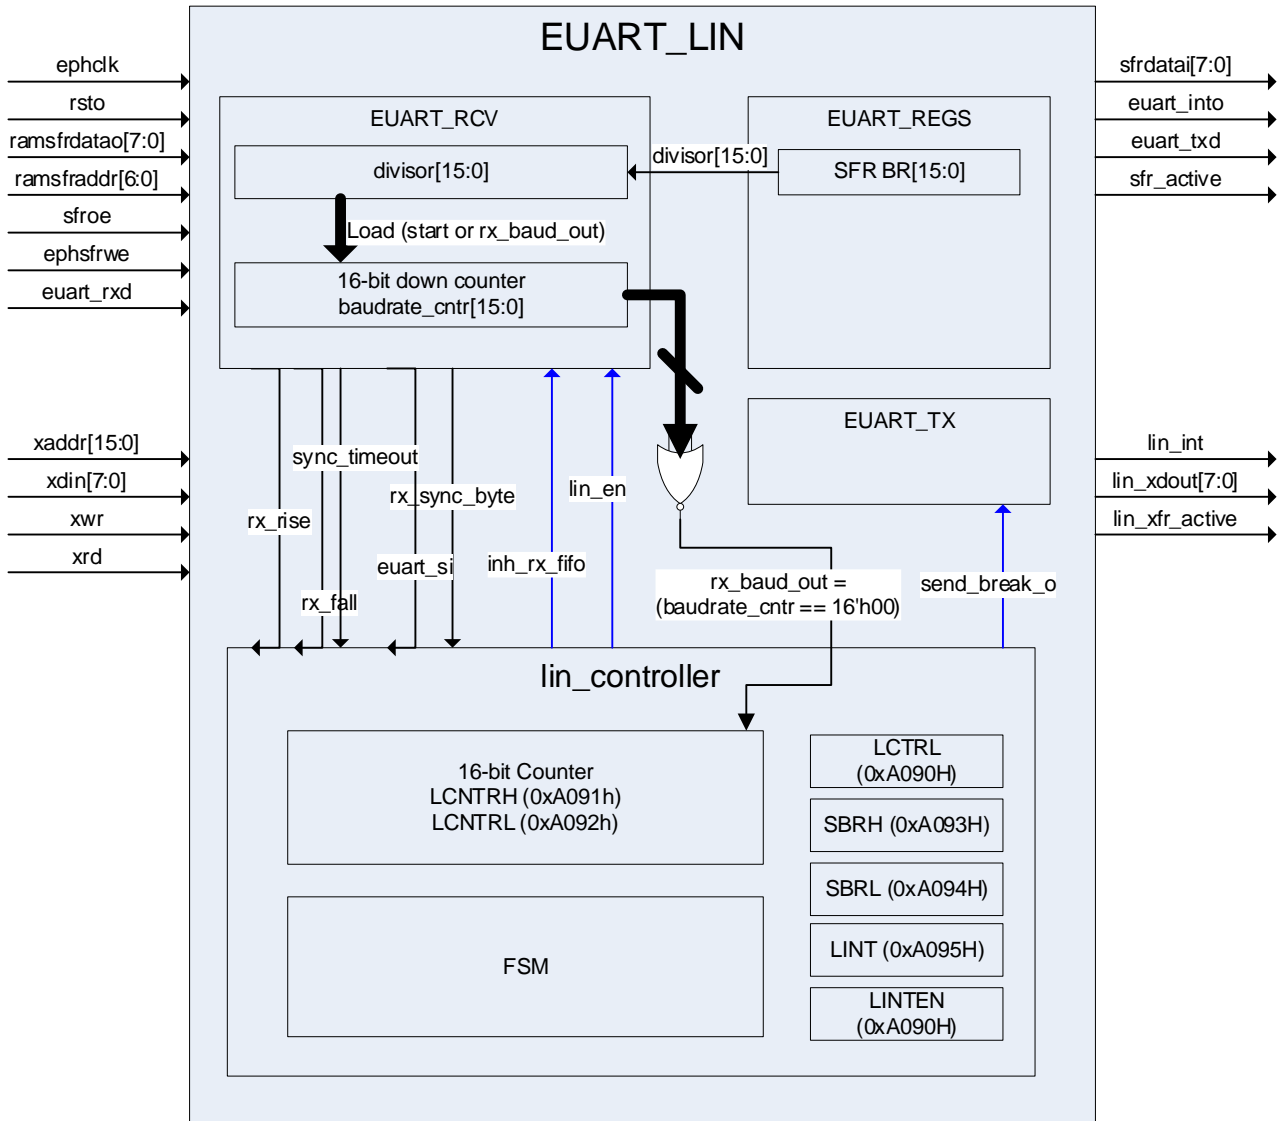 EUART_LIN
ephclk
rsto
ramsfrdatao[7:0]
ramsfraddr[6:0]
sfroe
ephsfrwe
euart_rxd
xaddr[15:0]
xdin[7:0]
xwr
xrd
sfrdatai[7:0]
euart_into
euart_txd
sfr_active
lin_int
lin_xdout[7:0]
lin_xfr_active
EUART_RCV
divisor[15:0]
Load (start or rx_baud_out)
16-bit down counter
baudrate_cntr[15:0]
divisor[15:0]
EUART_REGS
SFR BR[15:0]
EUART_TX
sync_timeout
rx_sync_byte
lin_en
rx_rise
euart_si
inh_rx_fifo
rx_fall
rx_baud_out =
(baudrate_cntr == 16'h00)
send_break_o
lin_controller
16-bit Counter
LCNTRH (0xA091h)
LCNTRL (0xA092h)
FSM
LCTRL
(0xA090H)
SBRH (0xA093H)
SBRL (0xA094H)
LINT (0xA095H)
LINTEN
(0xA090H)